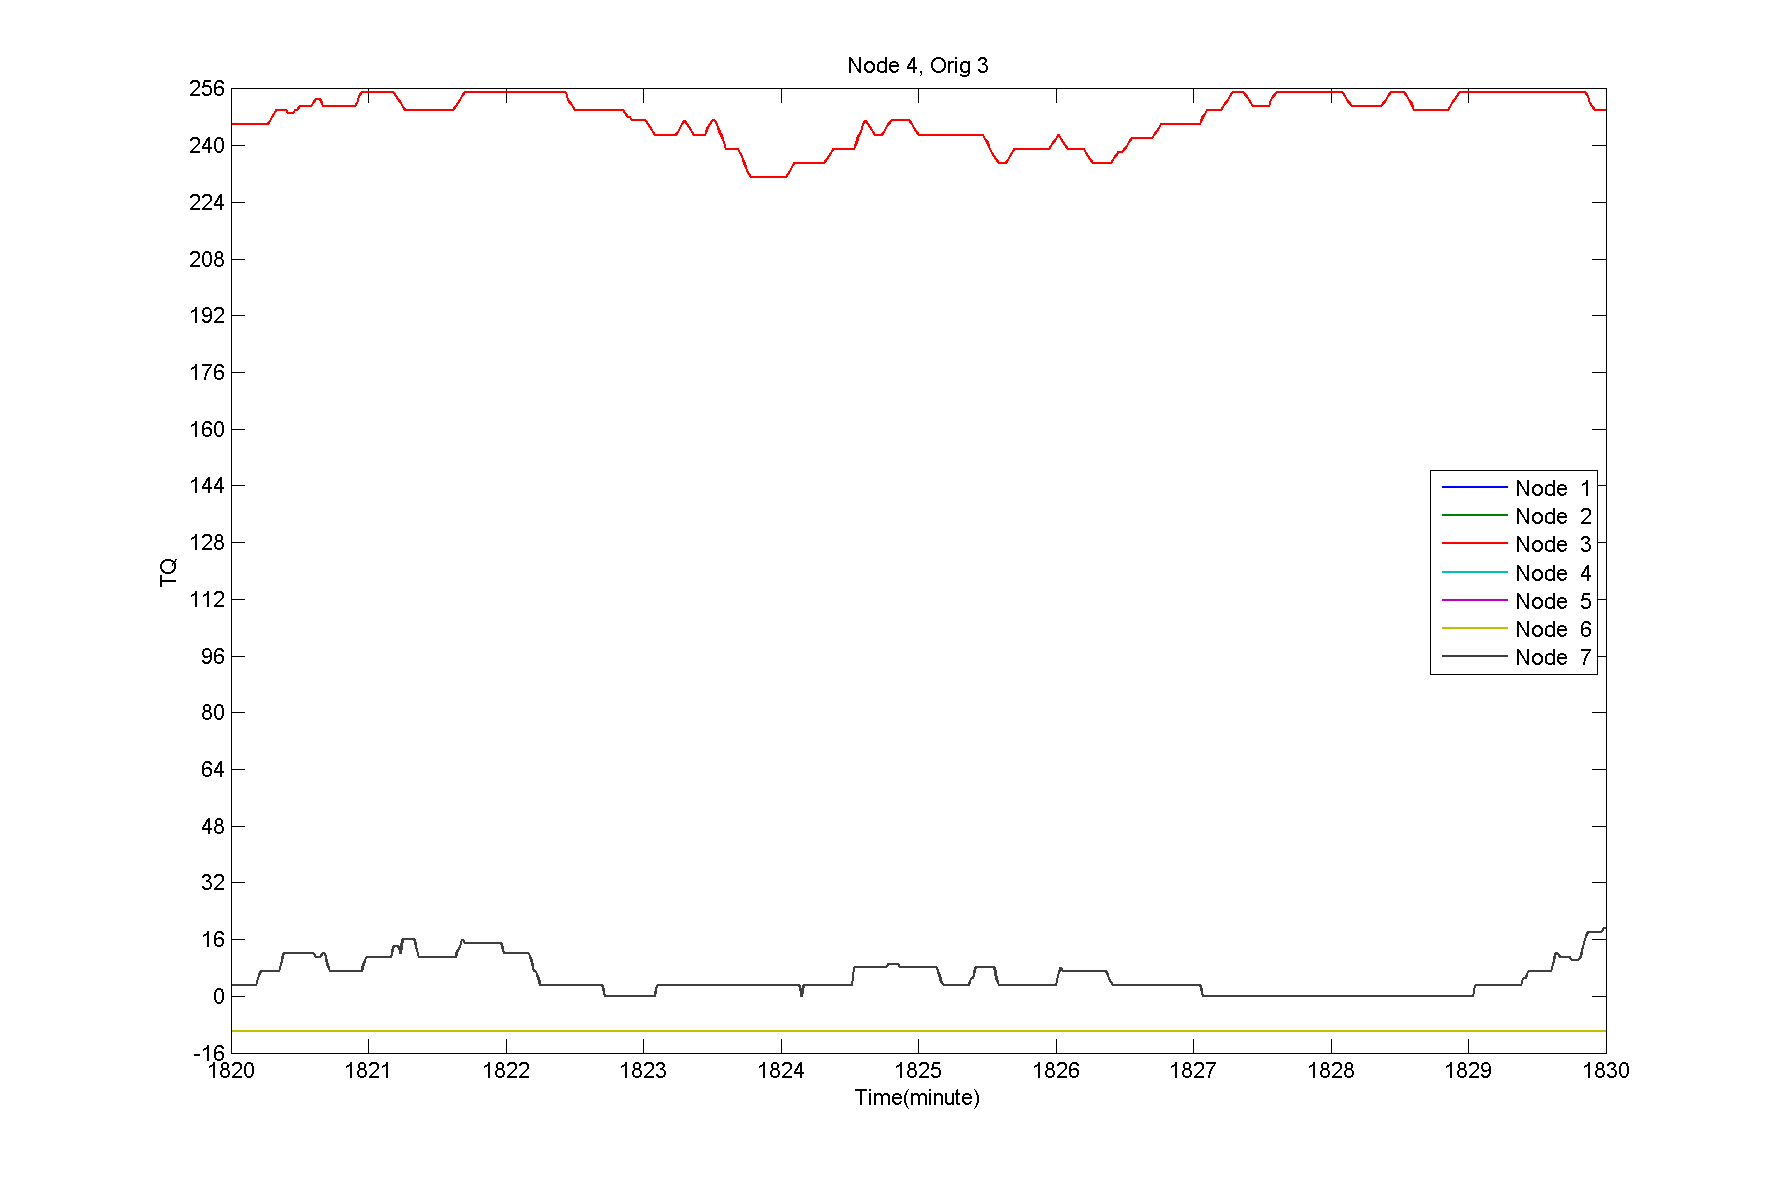 Node 4, Orig 3
256
240
224
208
192
176
160
144
128
112
96
80
64
48
32
16
0
-16
TQ
Node 1
Node 2
Node 3
Node 4
Node 5
Node 6
Node 7
1820 1821 1822 1823 1824 1825 1826 1827 1828 1829 1830
Time(minute)